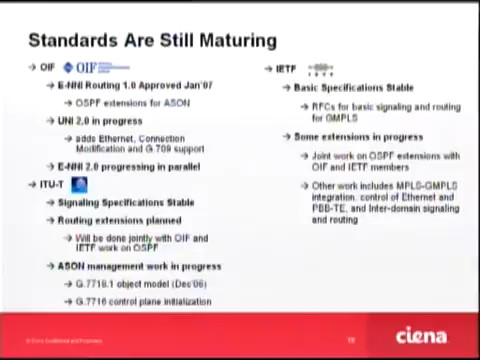 Standards Are Still Maturing
OIF OIF
E-NNI Routing 1.0 Approved Jan'07
OSPF extensions for ASON
UNI 2.0 in progress
adds Ethernet, Connection
Modification and G.709 support
E-NNI 2.0 progressing in parallel
ITU-T
Signaling Specifications Stable
Routing extensions planned
Will be done jointly with OIF and
IETF work on OSPF
ASON management work in progress
G.7718.1 object model (Dec'06)
G.7716 control plane initialization
IETF
Basic Specifications Stable
RFCs for basic signaling and routing
for GMPLS
Some extensions in progress
Joint work on OSPF extensions with
OIF and IETF members
Other work includes MPLS-GMPLS
integration, control of Ethernet and
PBB-TE, and Inter-domain signaling
and routing
ciena